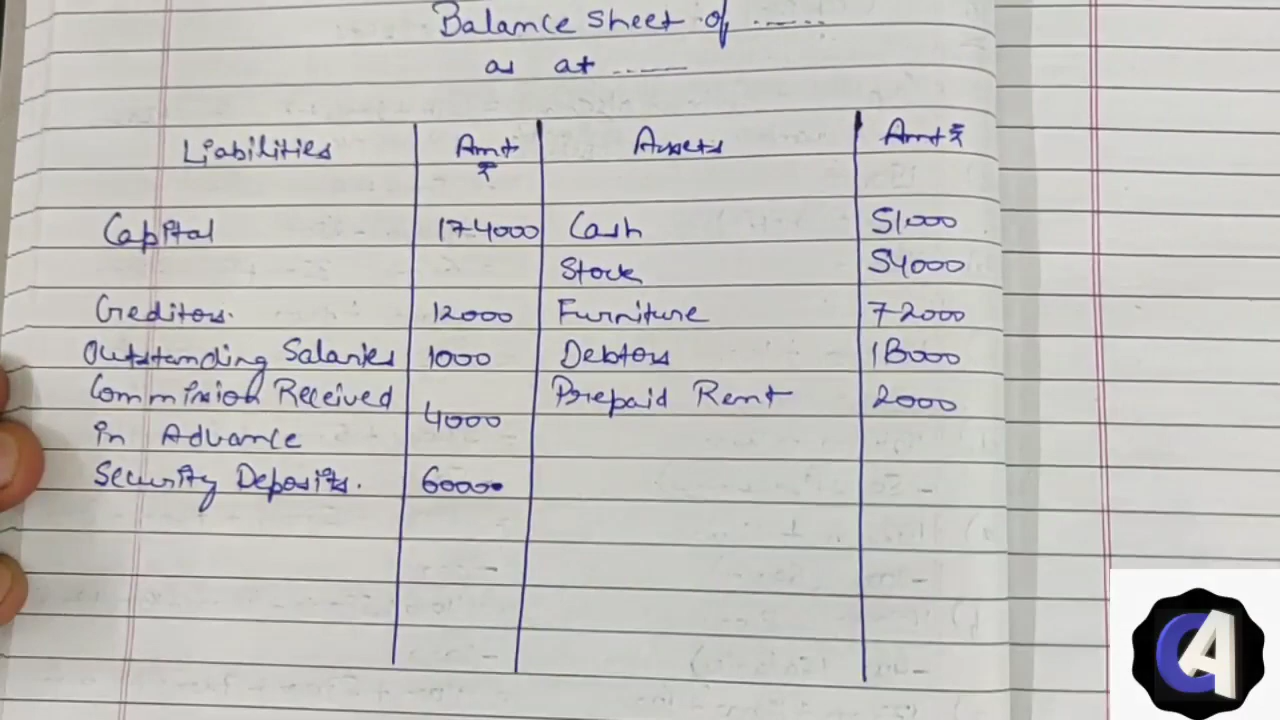 Balance Sheet of ......
as at ......
Liabilities Amt ₹ Assets Amt ₹
Capital 174000 Cash 51000
Stock 54000
Creditors. 12000 Furniture 72000
Outstanding Salaries 1000 Debtors 18000
Commission Received 4000 Prepaid Rent 2000
in Advance
Security Deposits. 6000
CA